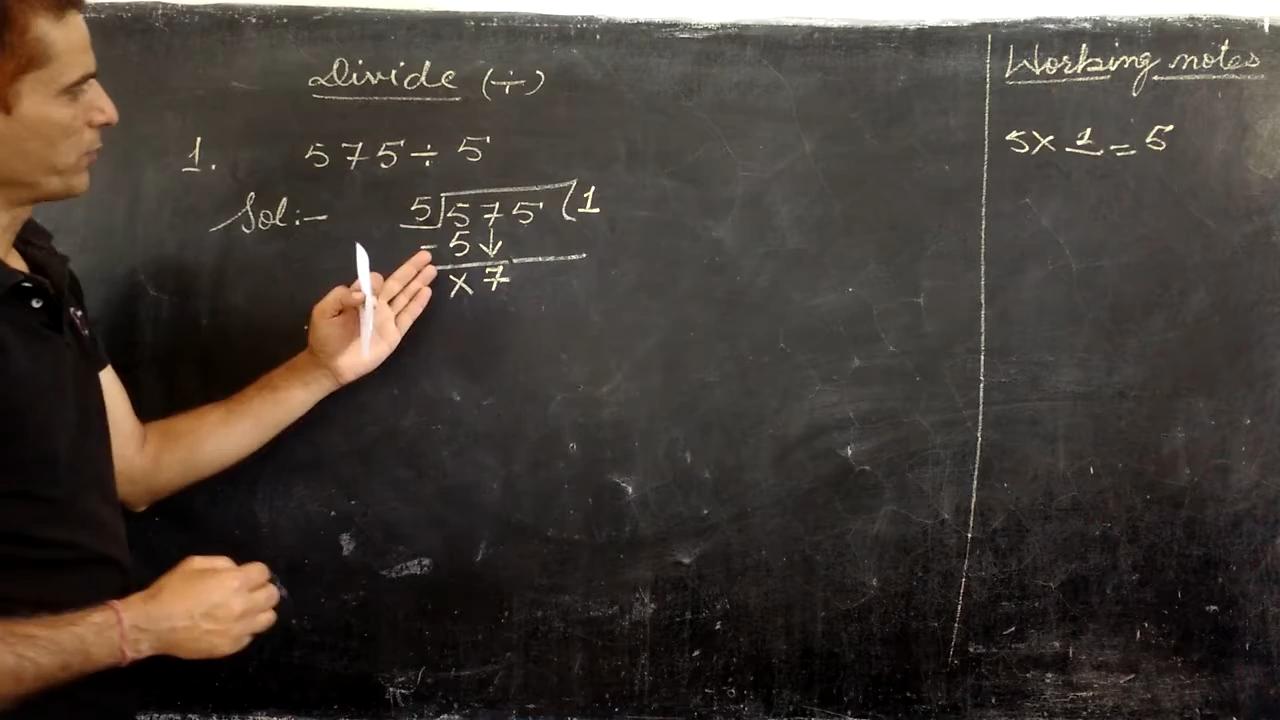 Divide (÷)
1. 575 ÷ 5
Sol:- 5)575(1
- 5↓
× 7
Working notes
5× 1 = 5